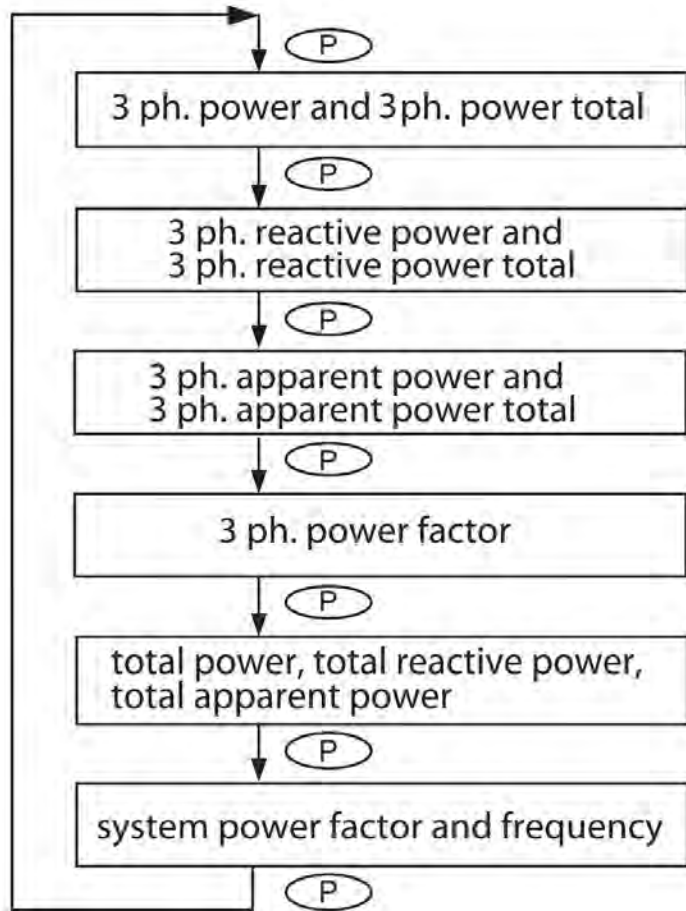 P
3 ph. power and 3ph. power total
P
3 ph. reactive power and
3 ph. reactive power total
P
3 ph. apparent power and
3 ph. apparent power total
P
3 ph. power factor
P
total power, total reactive power,
total apparent power
P
system power factor and frequency
P